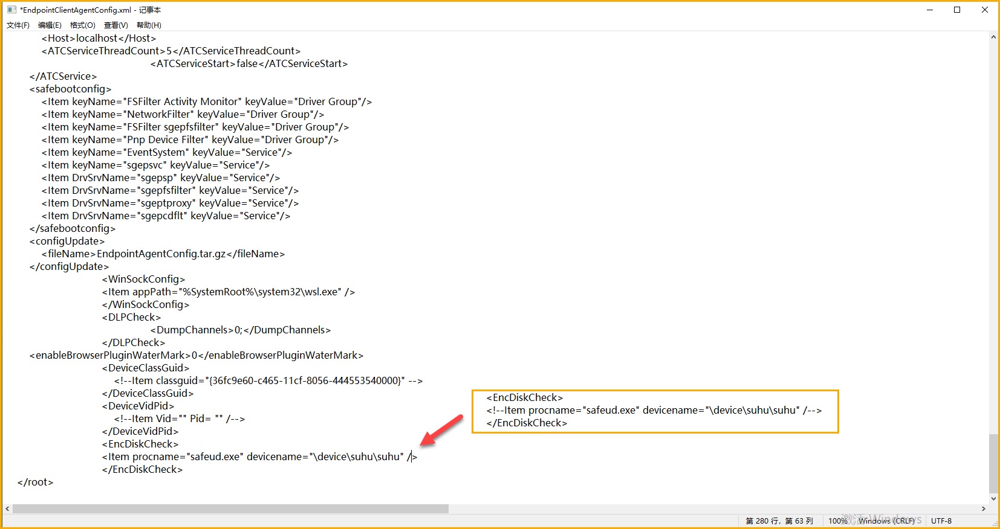 *EndpointClientAgentConfig.xml - 记事本
文件(F) 编辑(E) 格式(O) 查看(V) 帮助(H)
<Host>localhost</Host>
<ATCServiceThreadCount>5</ATCServiceThreadCount>
<ATCServiceStart>false</ATCServiceStart>
</ATCService>
<safebootconfig>
<Item keyName="FSFilter Activity Monitor" keyValue="Driver Group"/>
<Item keyName="NetworkFilter" keyValue="Driver Group"/>
<Item keyName="FSFilter sgepfsfilter" keyValue="Driver Group"/>
<Item keyName="Pnp Device Filter" keyValue="Driver Group"/>
<Item keyName="EventSystem" keyValue="Service"/>
<Item keyName="sgepsvc" keyValue="Service"/>
<Item DrvSrvName="sgepsp" keyValue="Service"/>
<Item DrvSrvName="sgepfsfilter" keyValue="Service"/>
<Item DrvSrvName="sgeptproxy" keyValue="Service"/>
<Item DrvSrvName="sgepcdflt" keyValue="Service"/>
</safebootconfig>
<configUpdate>
<fileName>EndpointAgentConfig.tar.gz</fileName>
</configUpdate>
<WinSockConfig>
<Item appPath="%SystemRoot%\system32\wsl.exe" />
</WinSockConfig>
<DLPCheck>
<DumpChannels>0;</DumpChannels>
</DLPCheck>
<enableBrowserPluginWaterMark>0</enableBrowserPluginWaterMark>
<DeviceClassGuid>
<!--Item classguid="{36fc9e60-c465-11cf-8056-444553540000}" -->
</DeviceClassGuid>
<DeviceVidPid>
<!--Item Vid="" Pid= "" /-->
</DeviceVidPid>
<EncDiskCheck>
<Item procname="safeud.exe" devicename="\device\suhu\suhu" />
</EncDiskCheck>
</root>
<EncDiskCheck>
<!--Item procname="safeud.exe" devicename="\device\suhu\suhu" /-->
</EncDiskCheck>
激活 Windows
第 280 行，第 63 列 100% Windows (CRLF) UTF-8